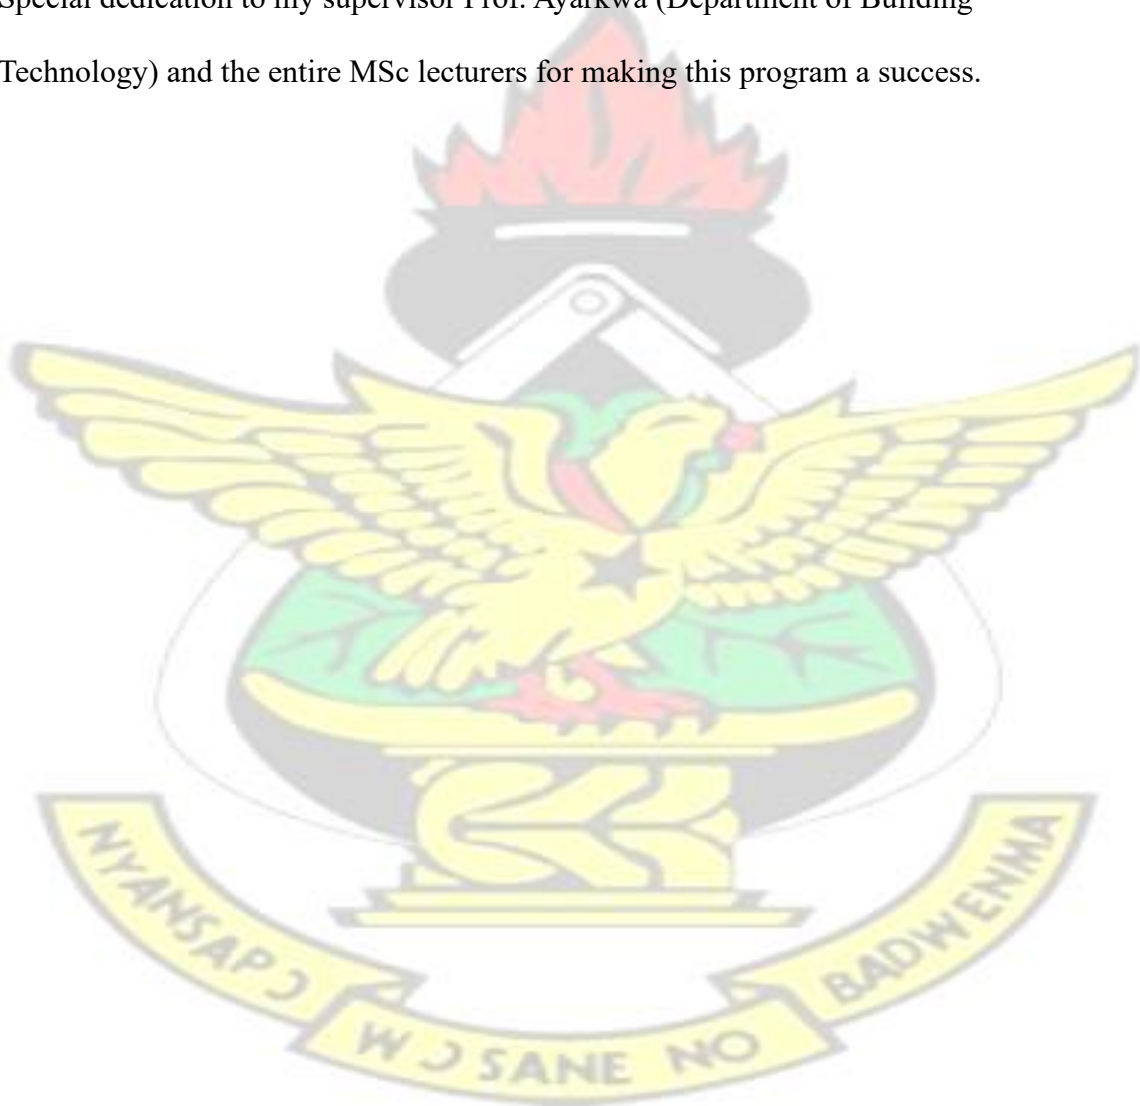 Special dedication to my supervisor Prof. Ayarkwa (Department of Building
Technology) and the entire MSc lecturers for making this program a success.
NYANSAPƆ
WƆSANE NO
BADWENMA